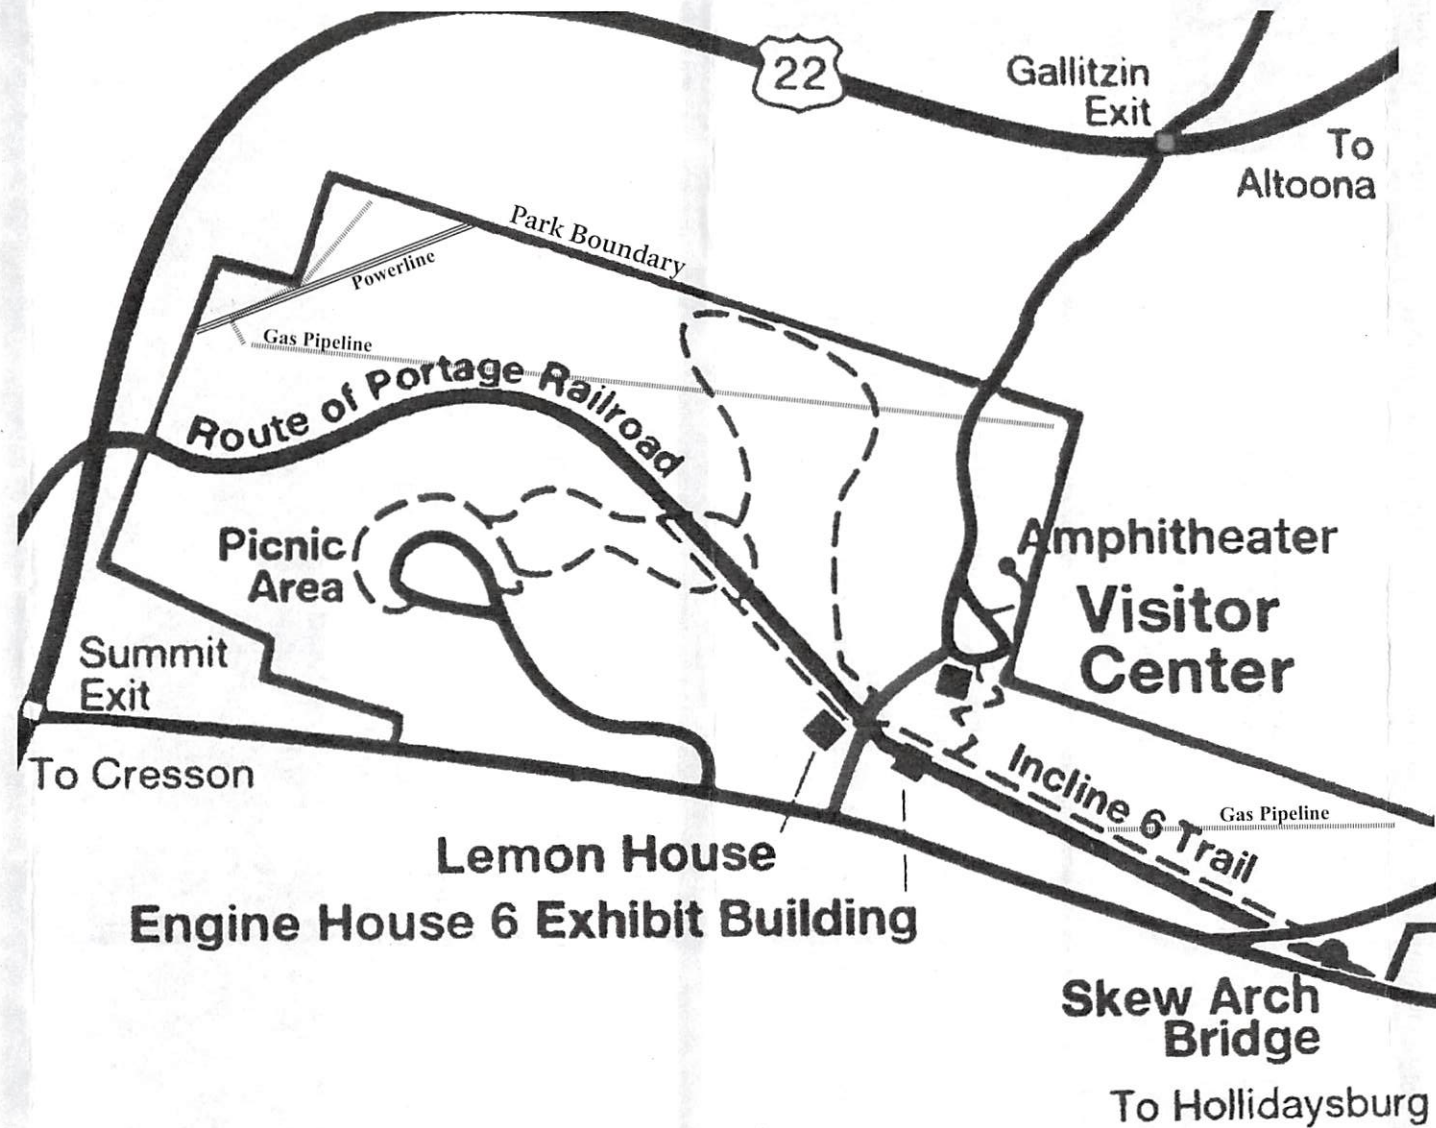 22
Gallitzin
Exit
To
Altoona
Park Boundary
Powerline
Gas Pipeline
Route of Portage Railroad
Picnic
Area
Amphitheater
Visitor
Center
Summit
Exit
To Cresson
Incline 6 Trail
Gas Pipeline
Lemon House
Engine House 6 Exhibit Building
Skew Arch
Bridge
To Hollidaysburg